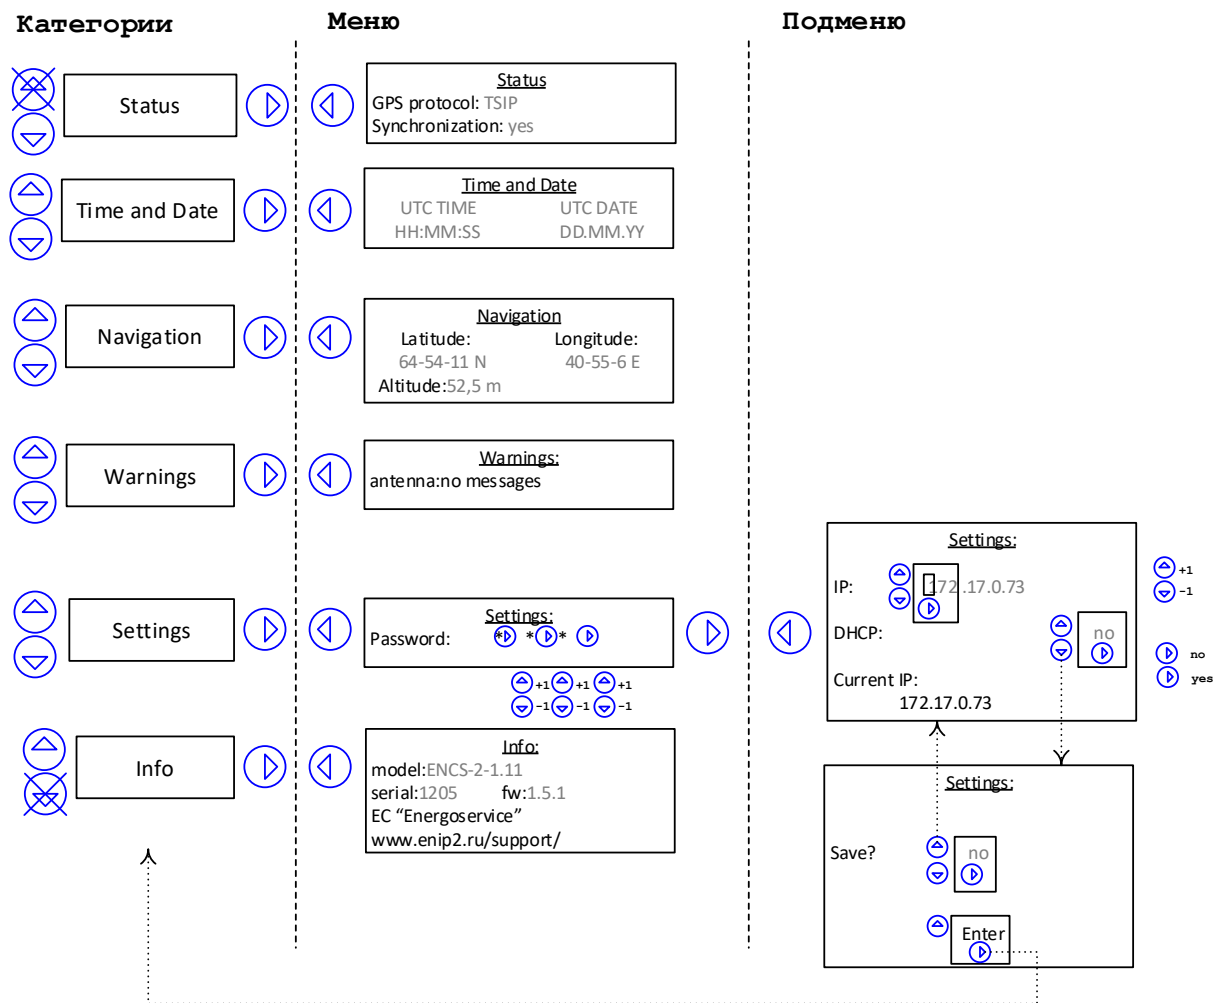 Категории
Меню
Подменю
Status
Status
GPS protocol: TSIP
Synchronization: yes
Time and Date
Time and Date
UTC TIME UTC DATE
HH:MM:SS DD.MM.YY
Navigation
Navigation
Latitude: Longitude:
64-54-11 N 40-55-6 E
Altitude:52,5 m
Warnings
Warnings:
antenna:no messages
Settings
Settings:
Password: * * *
+1 +1 +1
-1 -1 -1
Settings:
IP: 172.17.0.73
+1
-1
DHCP: no
no
yes
Current IP:
172.17.0.73
Info
Info:
model:ENCS-2-1.11
serial:1205 fw:1.5.1
EC “Energoservice”
www.enip2.ru/support/
Settings:
Save? no
Enter